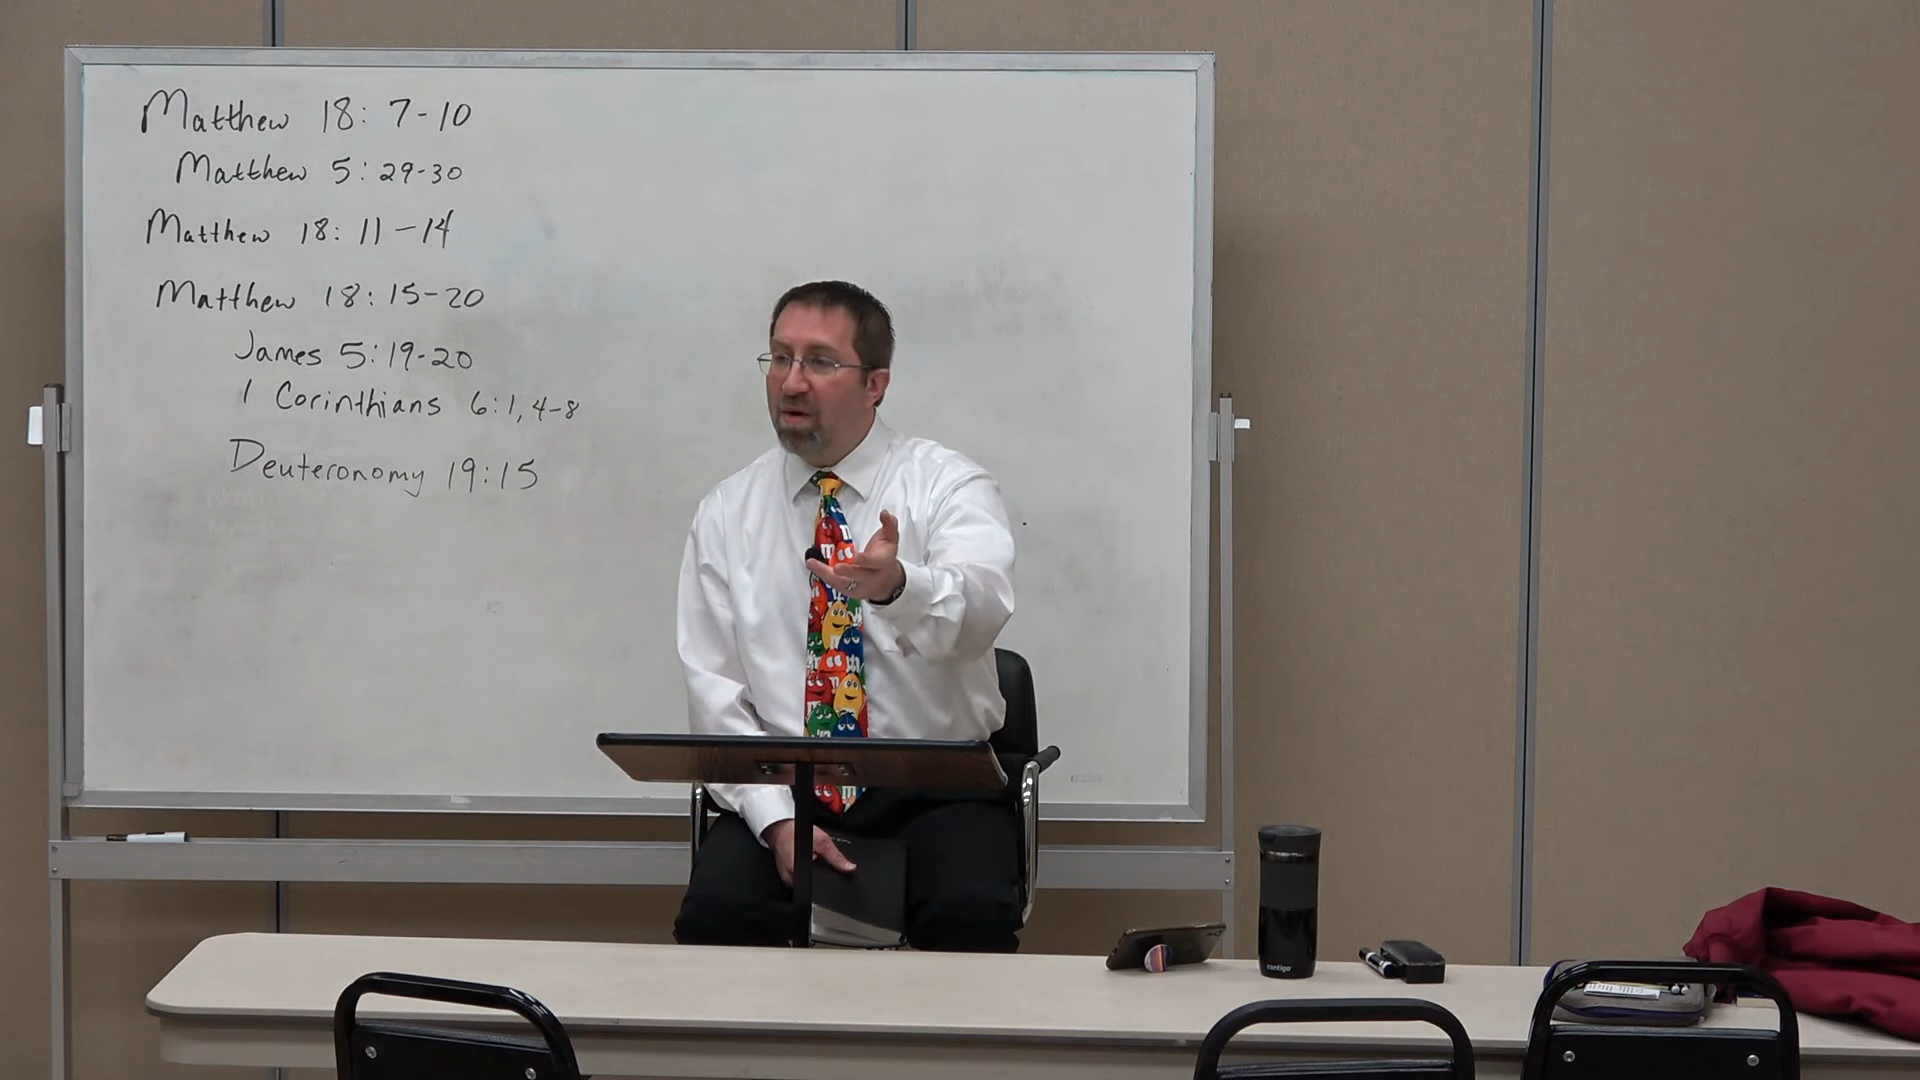 Matthew 18: 7-10
Matthew 5: 29-30
Matthew 18: 11-14
Matthew 18: 15-20
James 5: 19-20
1 Corinthians 6: 1, 4-8
Deuteronomy 19:15
contigo